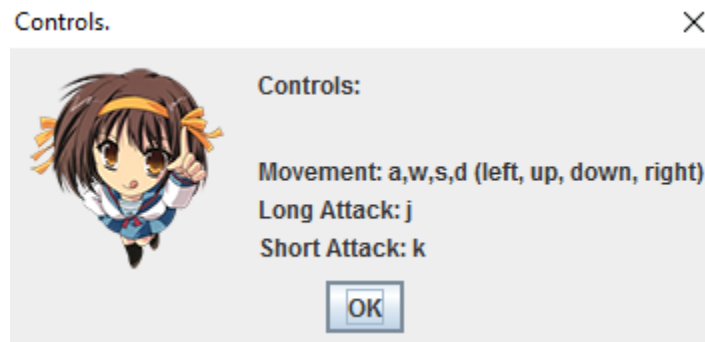 Controls.
Controls:
Movement: a,w,s,d (left, up, down, right)
Long Attack: j
Short Attack: k
OK